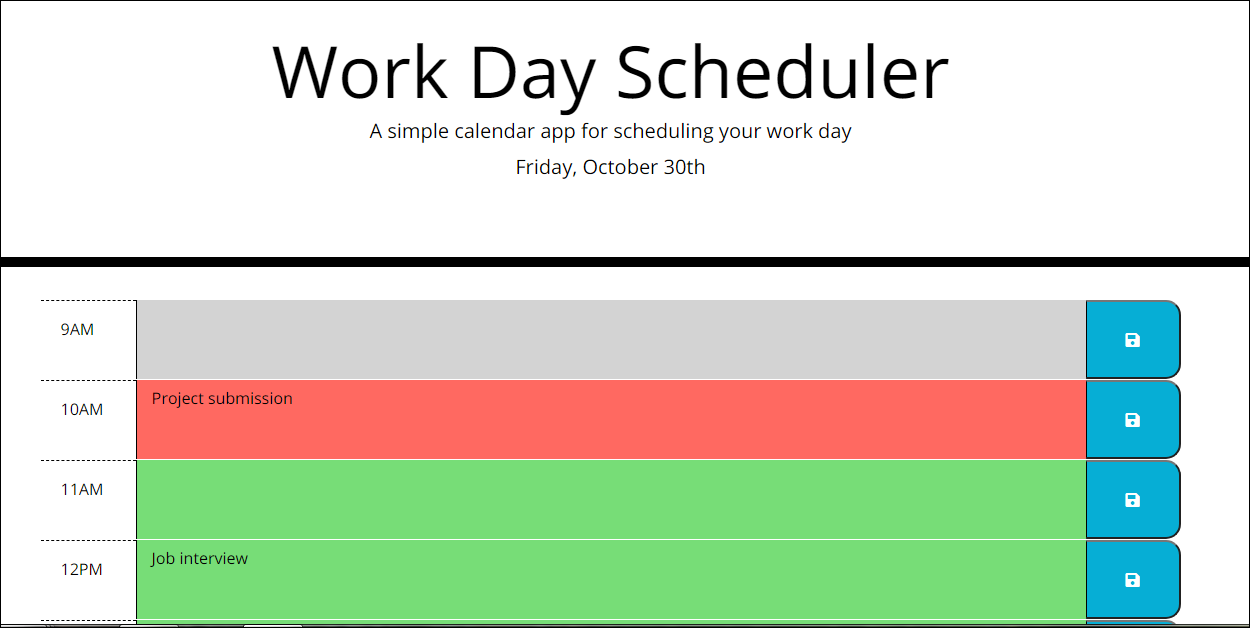 Work Day Scheduler
A simple calendar app for scheduling your work day
Friday, October 30th
9AM
10AM
Project submission
11AM
12PM
Job interview